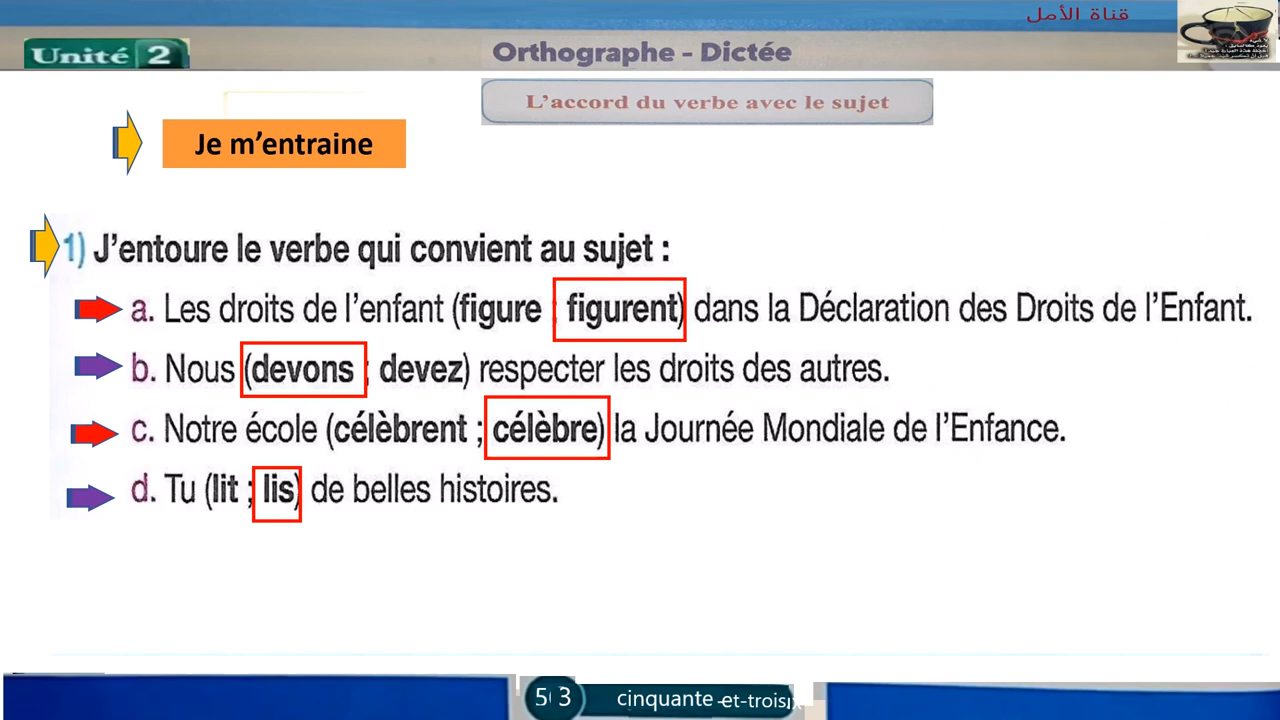 قناة الأمل
Unité 2
Orthographe - Dictée
L'accord du verbe avec le sujet
Je m'entraine
1) J'entoure le verbe qui convient au sujet :
a. Les droits de l'enfant (figure ; figurent) dans la Déclaration des Droits de l'Enfant.
b. Nous (devons ; devez) respecter les droits des autres.
c. Notre école (célèbrent ; célèbre) la Journée Mondiale de l'Enfance.
d. Tu (lit ; lis) de belles histoires.
53 cinquante-et-trois